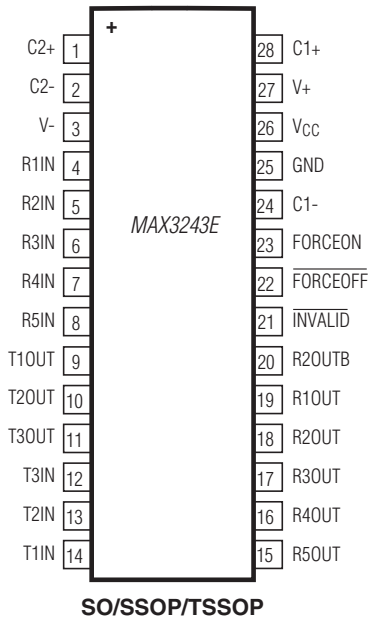 +
C2+ 1 28 C1+
C2- 2 27 V+
V- 3 26 VCC
R1IN 4 25 GND
R2IN 5 24 C1-
R3IN 6 MAX3243E 23 FORCEON
R4IN 7 22 FORCEOFF
R5IN 8 21 INVALID
T1OUT 9 20 R2OUTB
T2OUT 10 19 R1OUT
T3OUT 11 18 R2OUT
T3IN 12 17 R3OUT
T2IN 13 16 R4OUT
T1IN 14 15 R5OUT
SO/SSOP/TSSOP